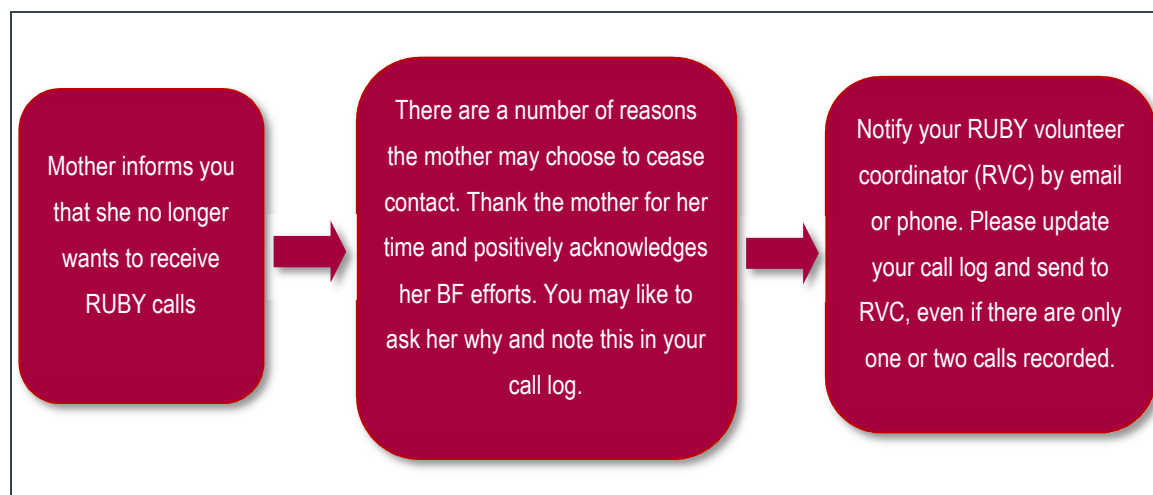 Mother informs you
that she no longer
wants to receive
RUBY calls
There are a number of reasons
the mother may choose to cease
contact. Thank the mother for her
time and positively acknowledges
her BF efforts. You may like to
ask her why and note this in your
call log.
Notify your RUBY volunteer
coordinator (RVC) by email
or phone. Please update
your call log and send to
RVC, even if there are only
one or two calls recorded.